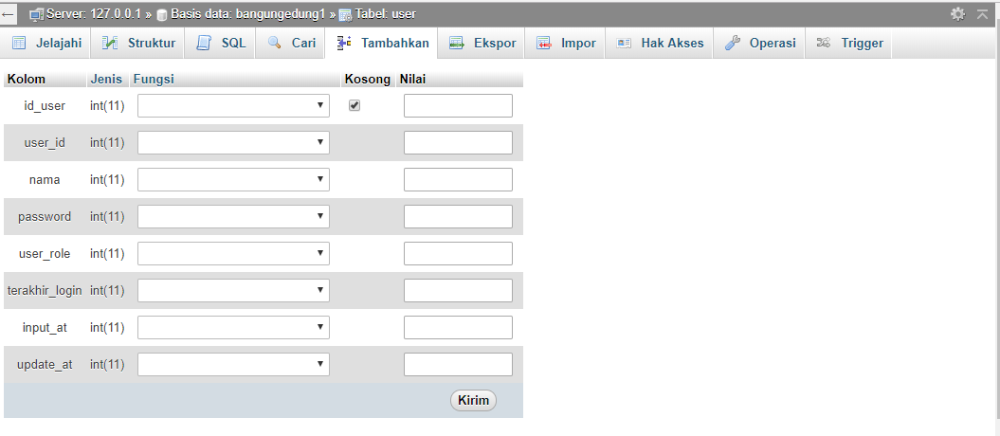 Server: 127.0.0.1 » Basis data: bangungedung1 » Tabel: user
Jelajahi Struktur SQL Cari Tambahkan Ekspor Impor Hak Akses Operasi Trigger
Kolom Jenis Fungsi Kosong Nilai
id_user int(11)
user_id int(11)
nama int(11)
password int(11)
user_role int(11)
terakhir_login int(11)
input_at int(11)
update_at int(11)
Kirim